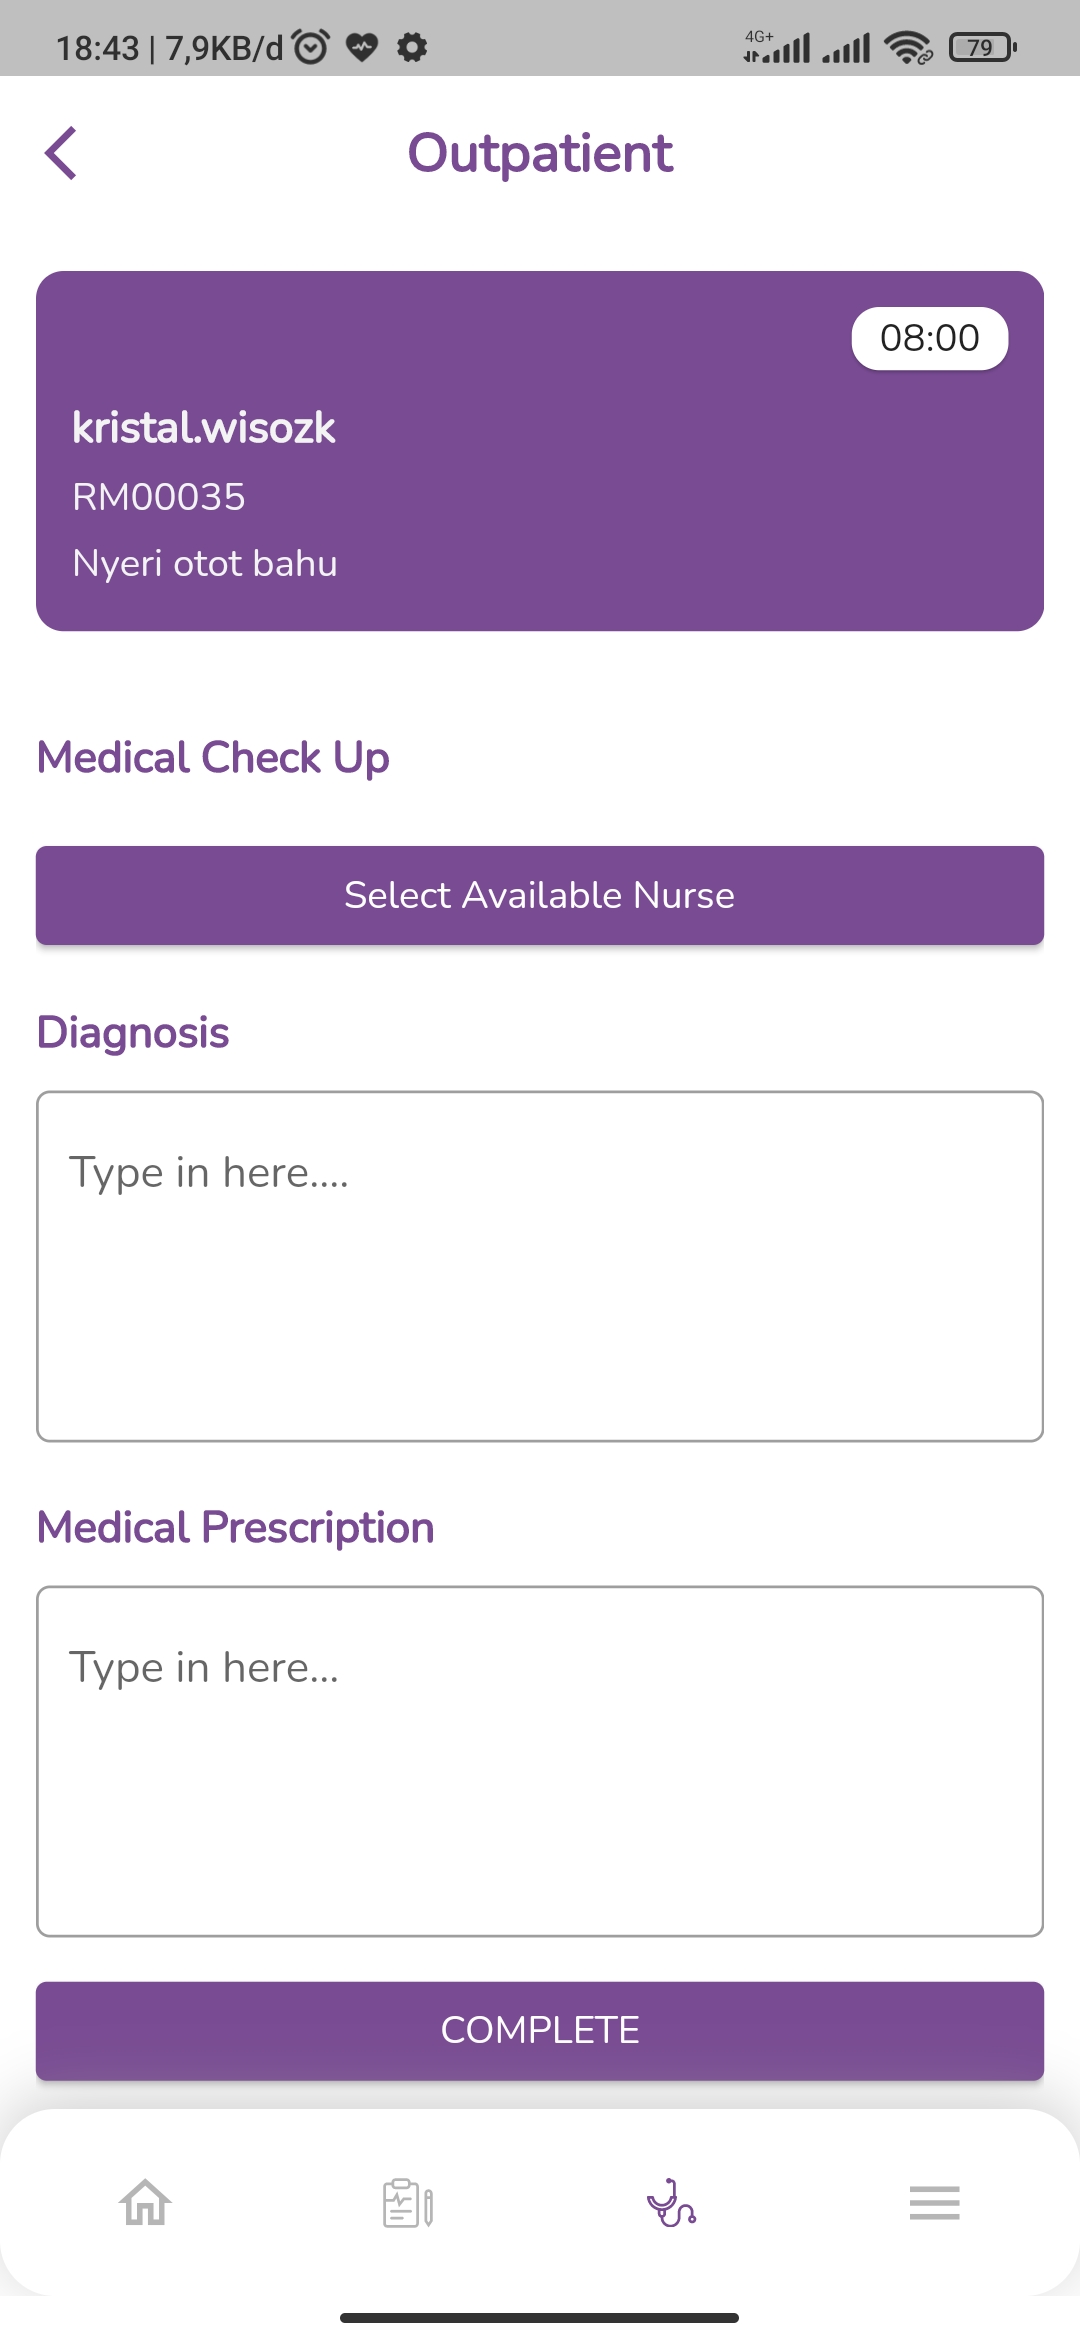 18:43 | 7,9KB/d
4G+
79
Outpatient
08:00
kristal.wisozk
RM00035
Nyeri otot bahu
Medical Check Up
Select Available Nurse
Diagnosis
Type in here....
Medical Prescription
Type in here...
COMPLETE